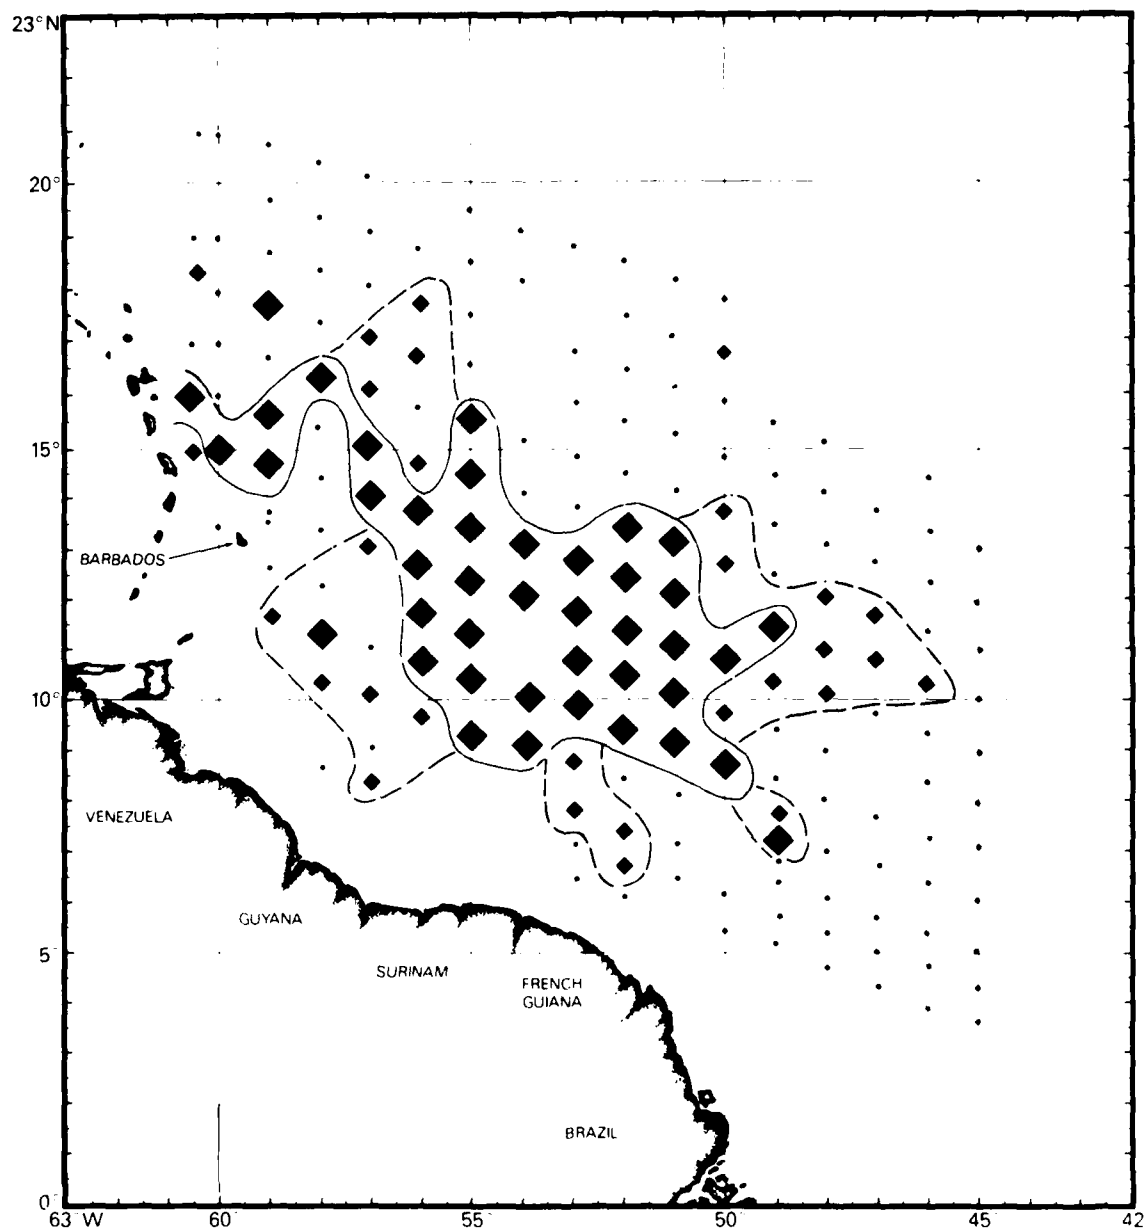 23° N
20°
15°
BARBADOS
10°
VENEZUELA
GUYANA
5°
SURINAM
FRENCH
GUIANA
BRAZIL
0°
63° W 60° 55° 50° 45 42